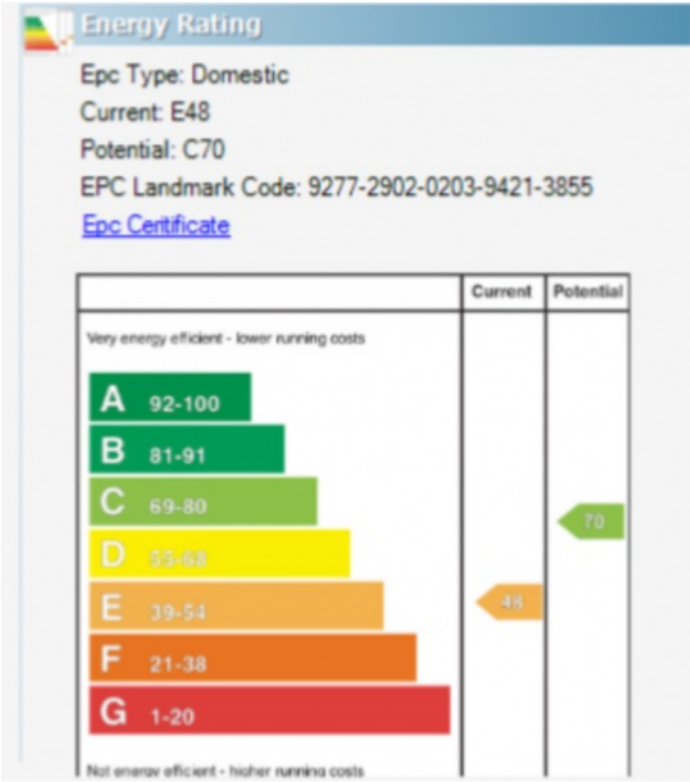 Energy Rating
Epc Type: Domestic
Current: E48
Potential: C70
EPC Landmark Code: 9277-2902-0203-9421-3855
Epc Certificate
Current Potential
Very energy efficient - lower running costs
A 92-100
B 81-91
C 69-80
70
D 55-68
E 39-54
48
F 21-38
G 1-20
Not energy efficient - higher running costs